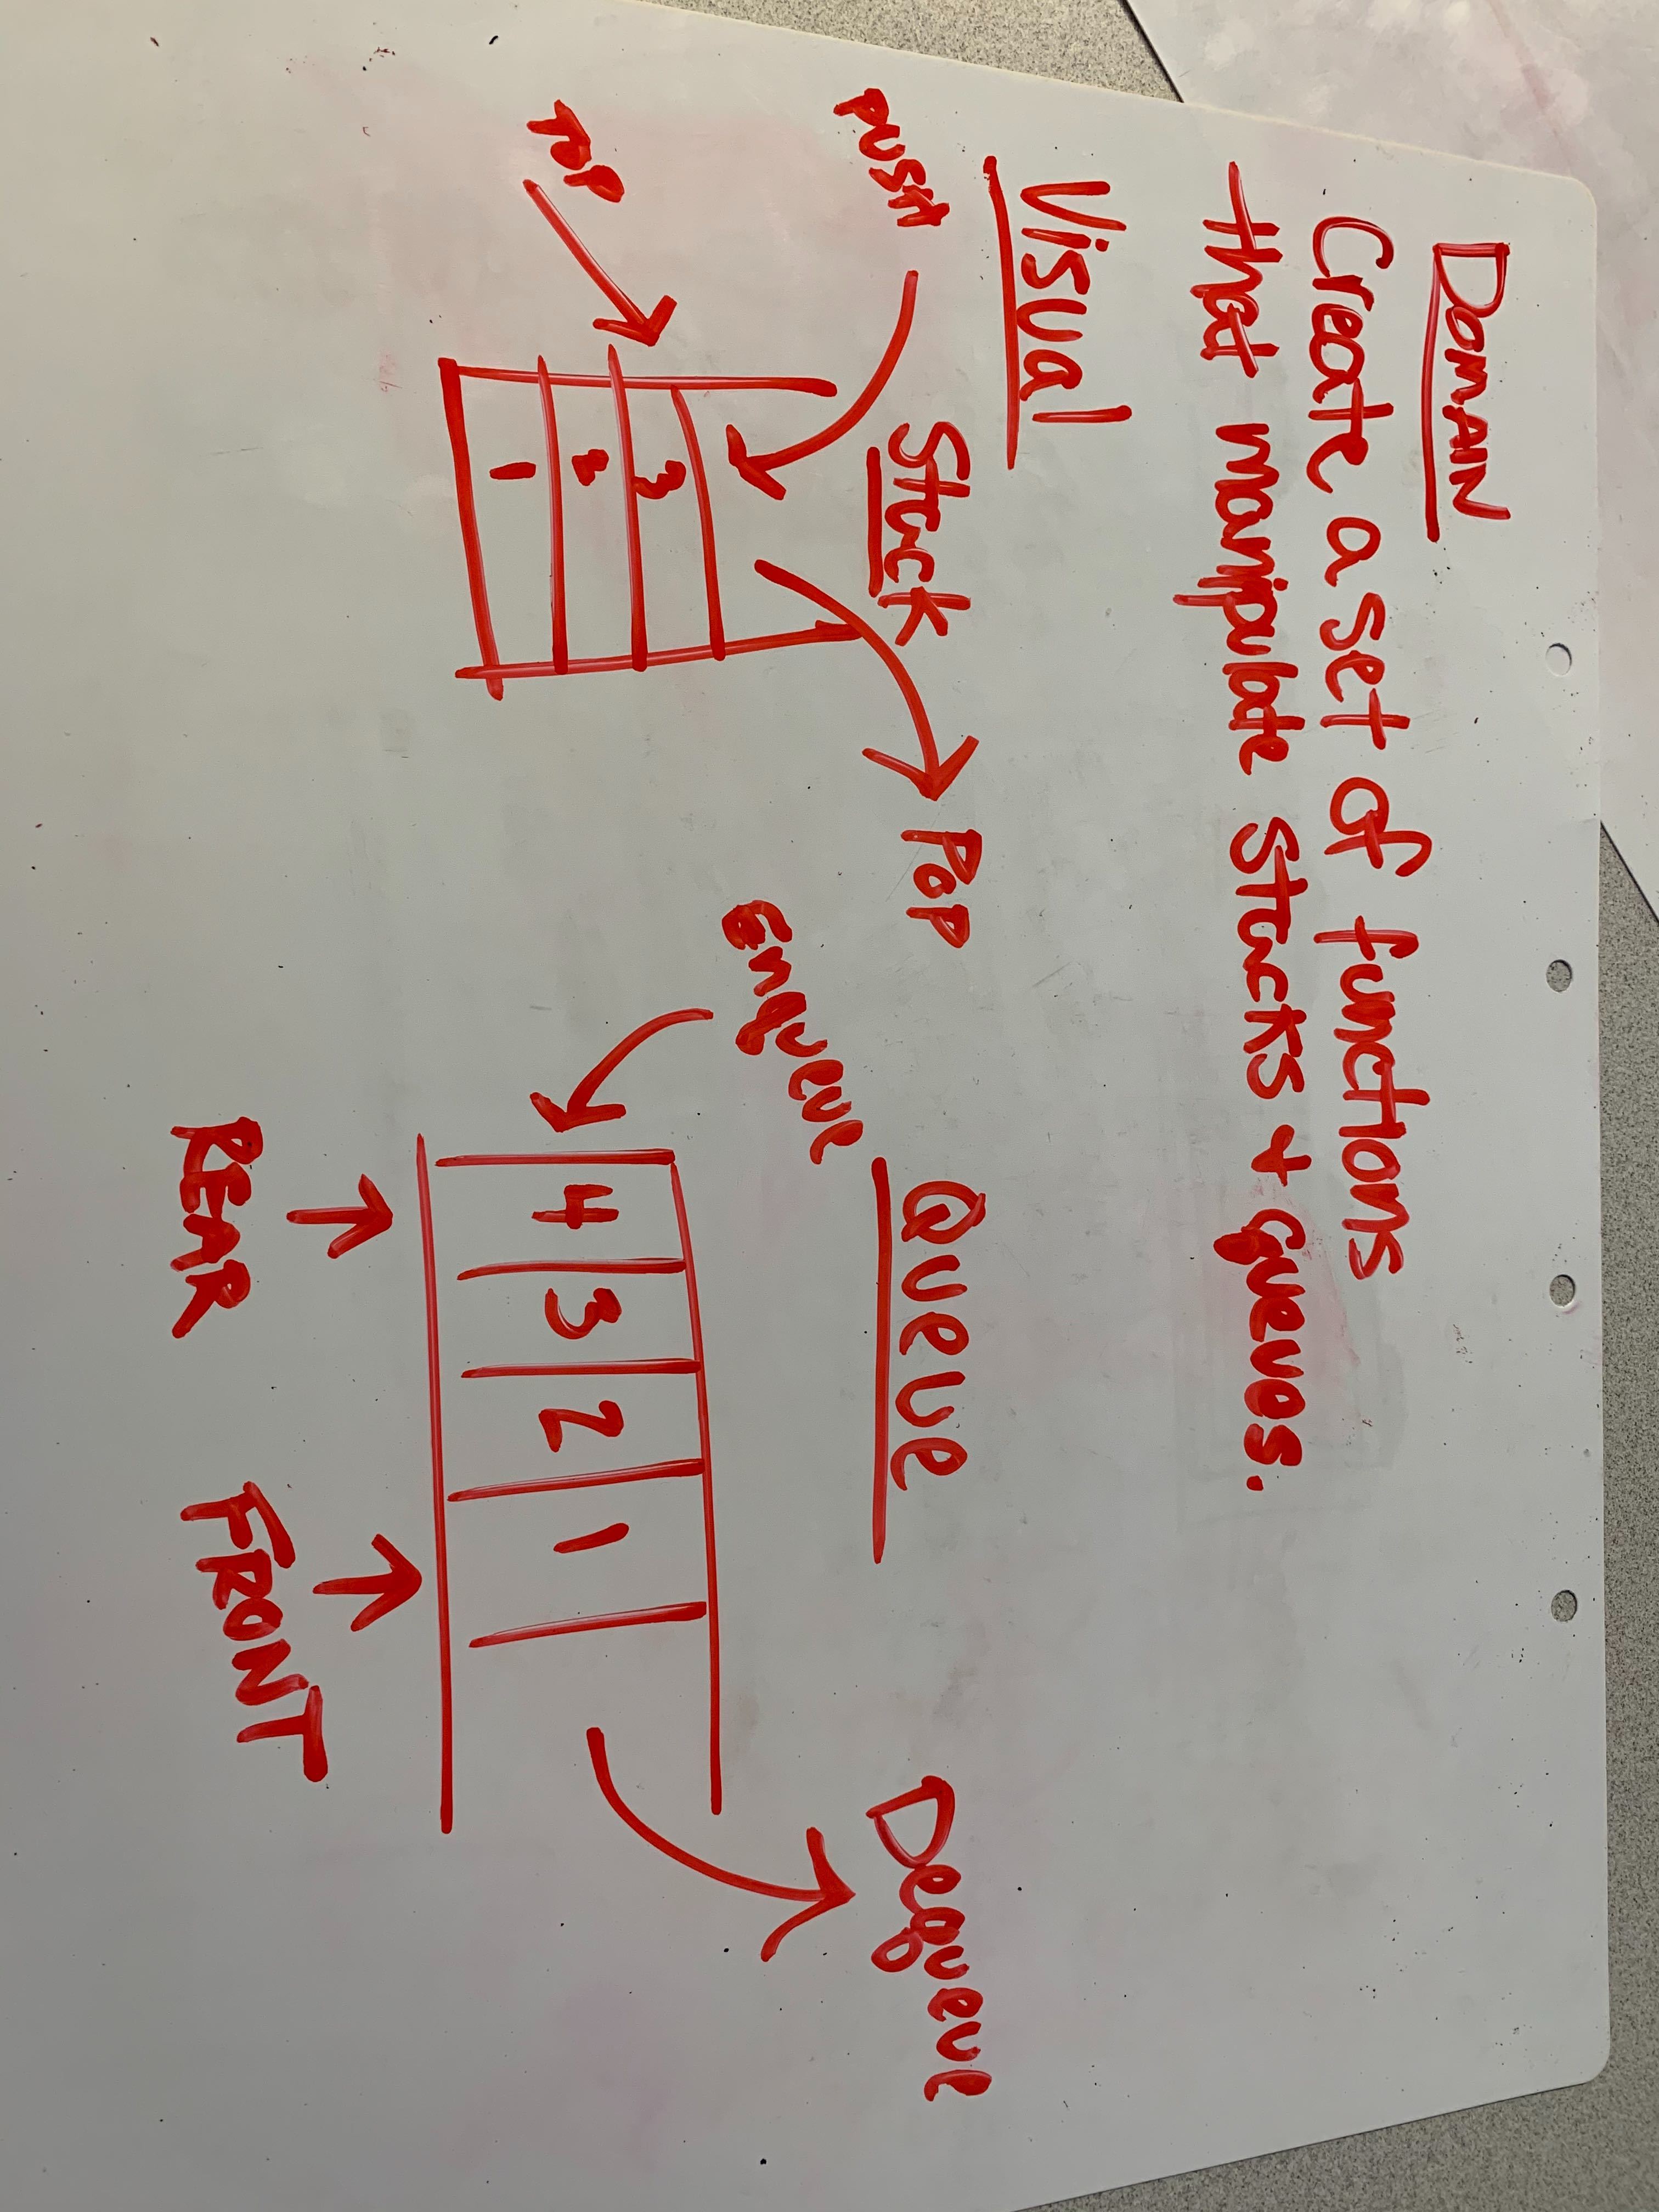 DOMAIN
Create a set of functions
that manipulate Stacks + Queues.
Visual
PUSH
Stack
POP
TOP
3
2
1
Queue
Enqueue
Dequeue
4 3 2 1
REAR
FRONT